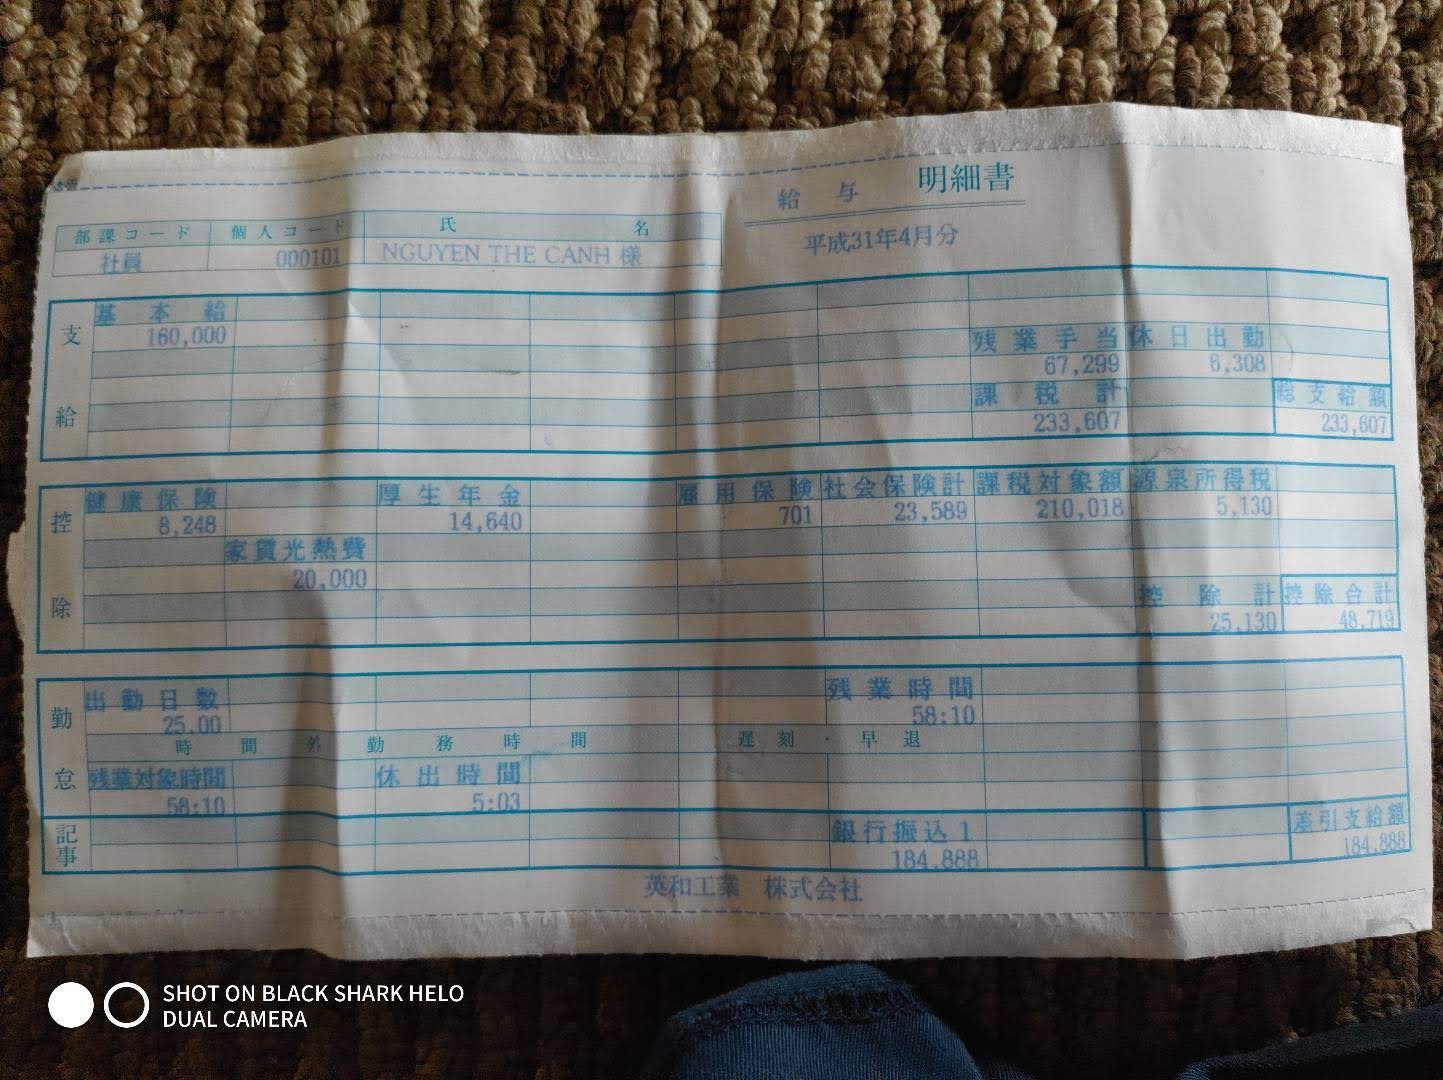 給与 明細書
平成31年4月分
部課コード 個人コード 氏名
社員 000101 NGUYEN THE CANH 様
支給
基本給
160,000
残業手当 休日出勤
67,299 6,308
課税計 総支給額
233,607 233,607
控除
健康保険 厚生年金 雇用保険 社会保険計 課税対象額 源泉所得税
8,248 14,640 701 23,589 210,018 5,130
家賃光熱費
20,000
控除計 控除合計
25,130 48,719
勤怠
出勤日数 残業時間
25.00 58:10
時間外勤務時間 遅刻・早退
残業対象時間 休出時間
58:10 5:03
記事
銀行振込1 差引支給額
184,888 184,888
英和工業 株式会社
SHOT ON BLACK SHARK HELO
DUAL CAMERA